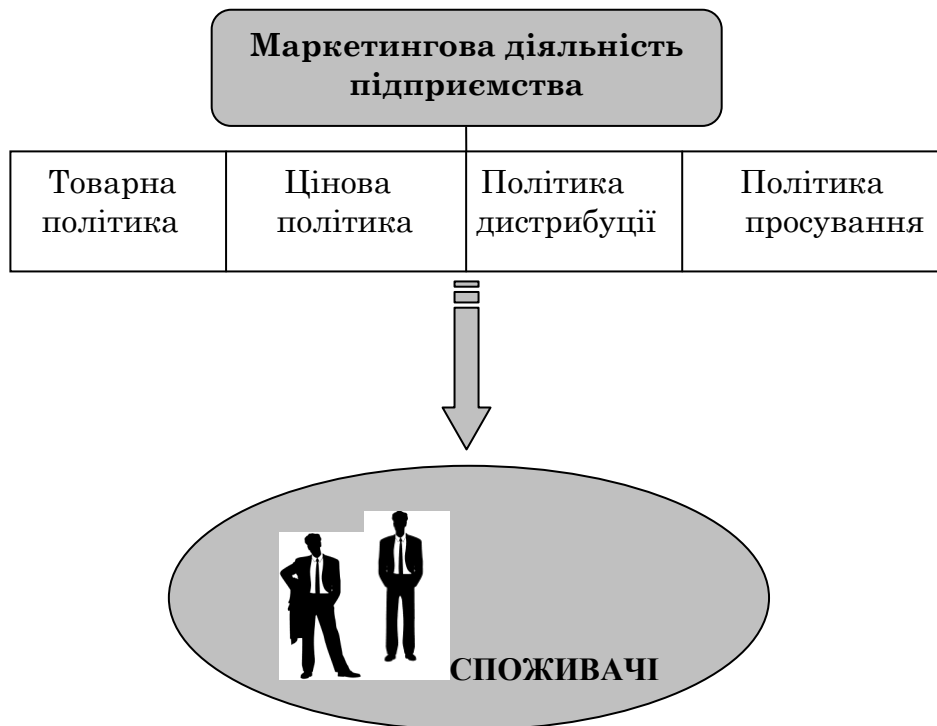 Маркетингова діяльність
підприємства
Товарна
політика
Цінова
політика
Політика
дистрибуції
Політика
просування
СПОЖИВАЧІ